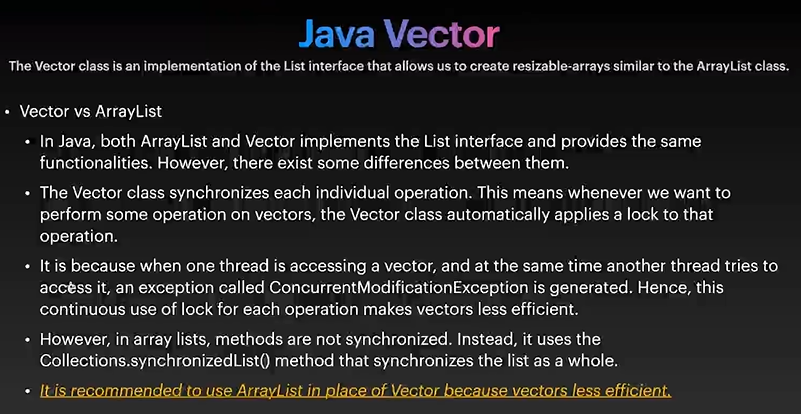 Java Vector
The Vector class is an implementation of the List interface that allows us to create resizable-arrays similar to the ArrayList class.
• Vector vs ArrayList
• In Java, both ArrayList and Vector implements the List interface and provides the same
functionalities. However, there exist some differences between them.
• The Vector class synchronizes each individual operation. This means whenever we want to
perform some operation on vectors, the Vector class automatically applies a lock to that
operation.
• It is because when one thread is accessing a vector, and at the same time another thread tries to
access it, an exception called ConcurrentModificationException is generated. Hence, this
continuous use of lock for each operation makes vectors less efficient.
• However, in array lists, methods are not synchronized. Instead, it uses the
Collections.synchronizedList() method that synchronizes the list as a whole.
• It is recommended to use ArrayList in place of Vector because vectors less efficient.